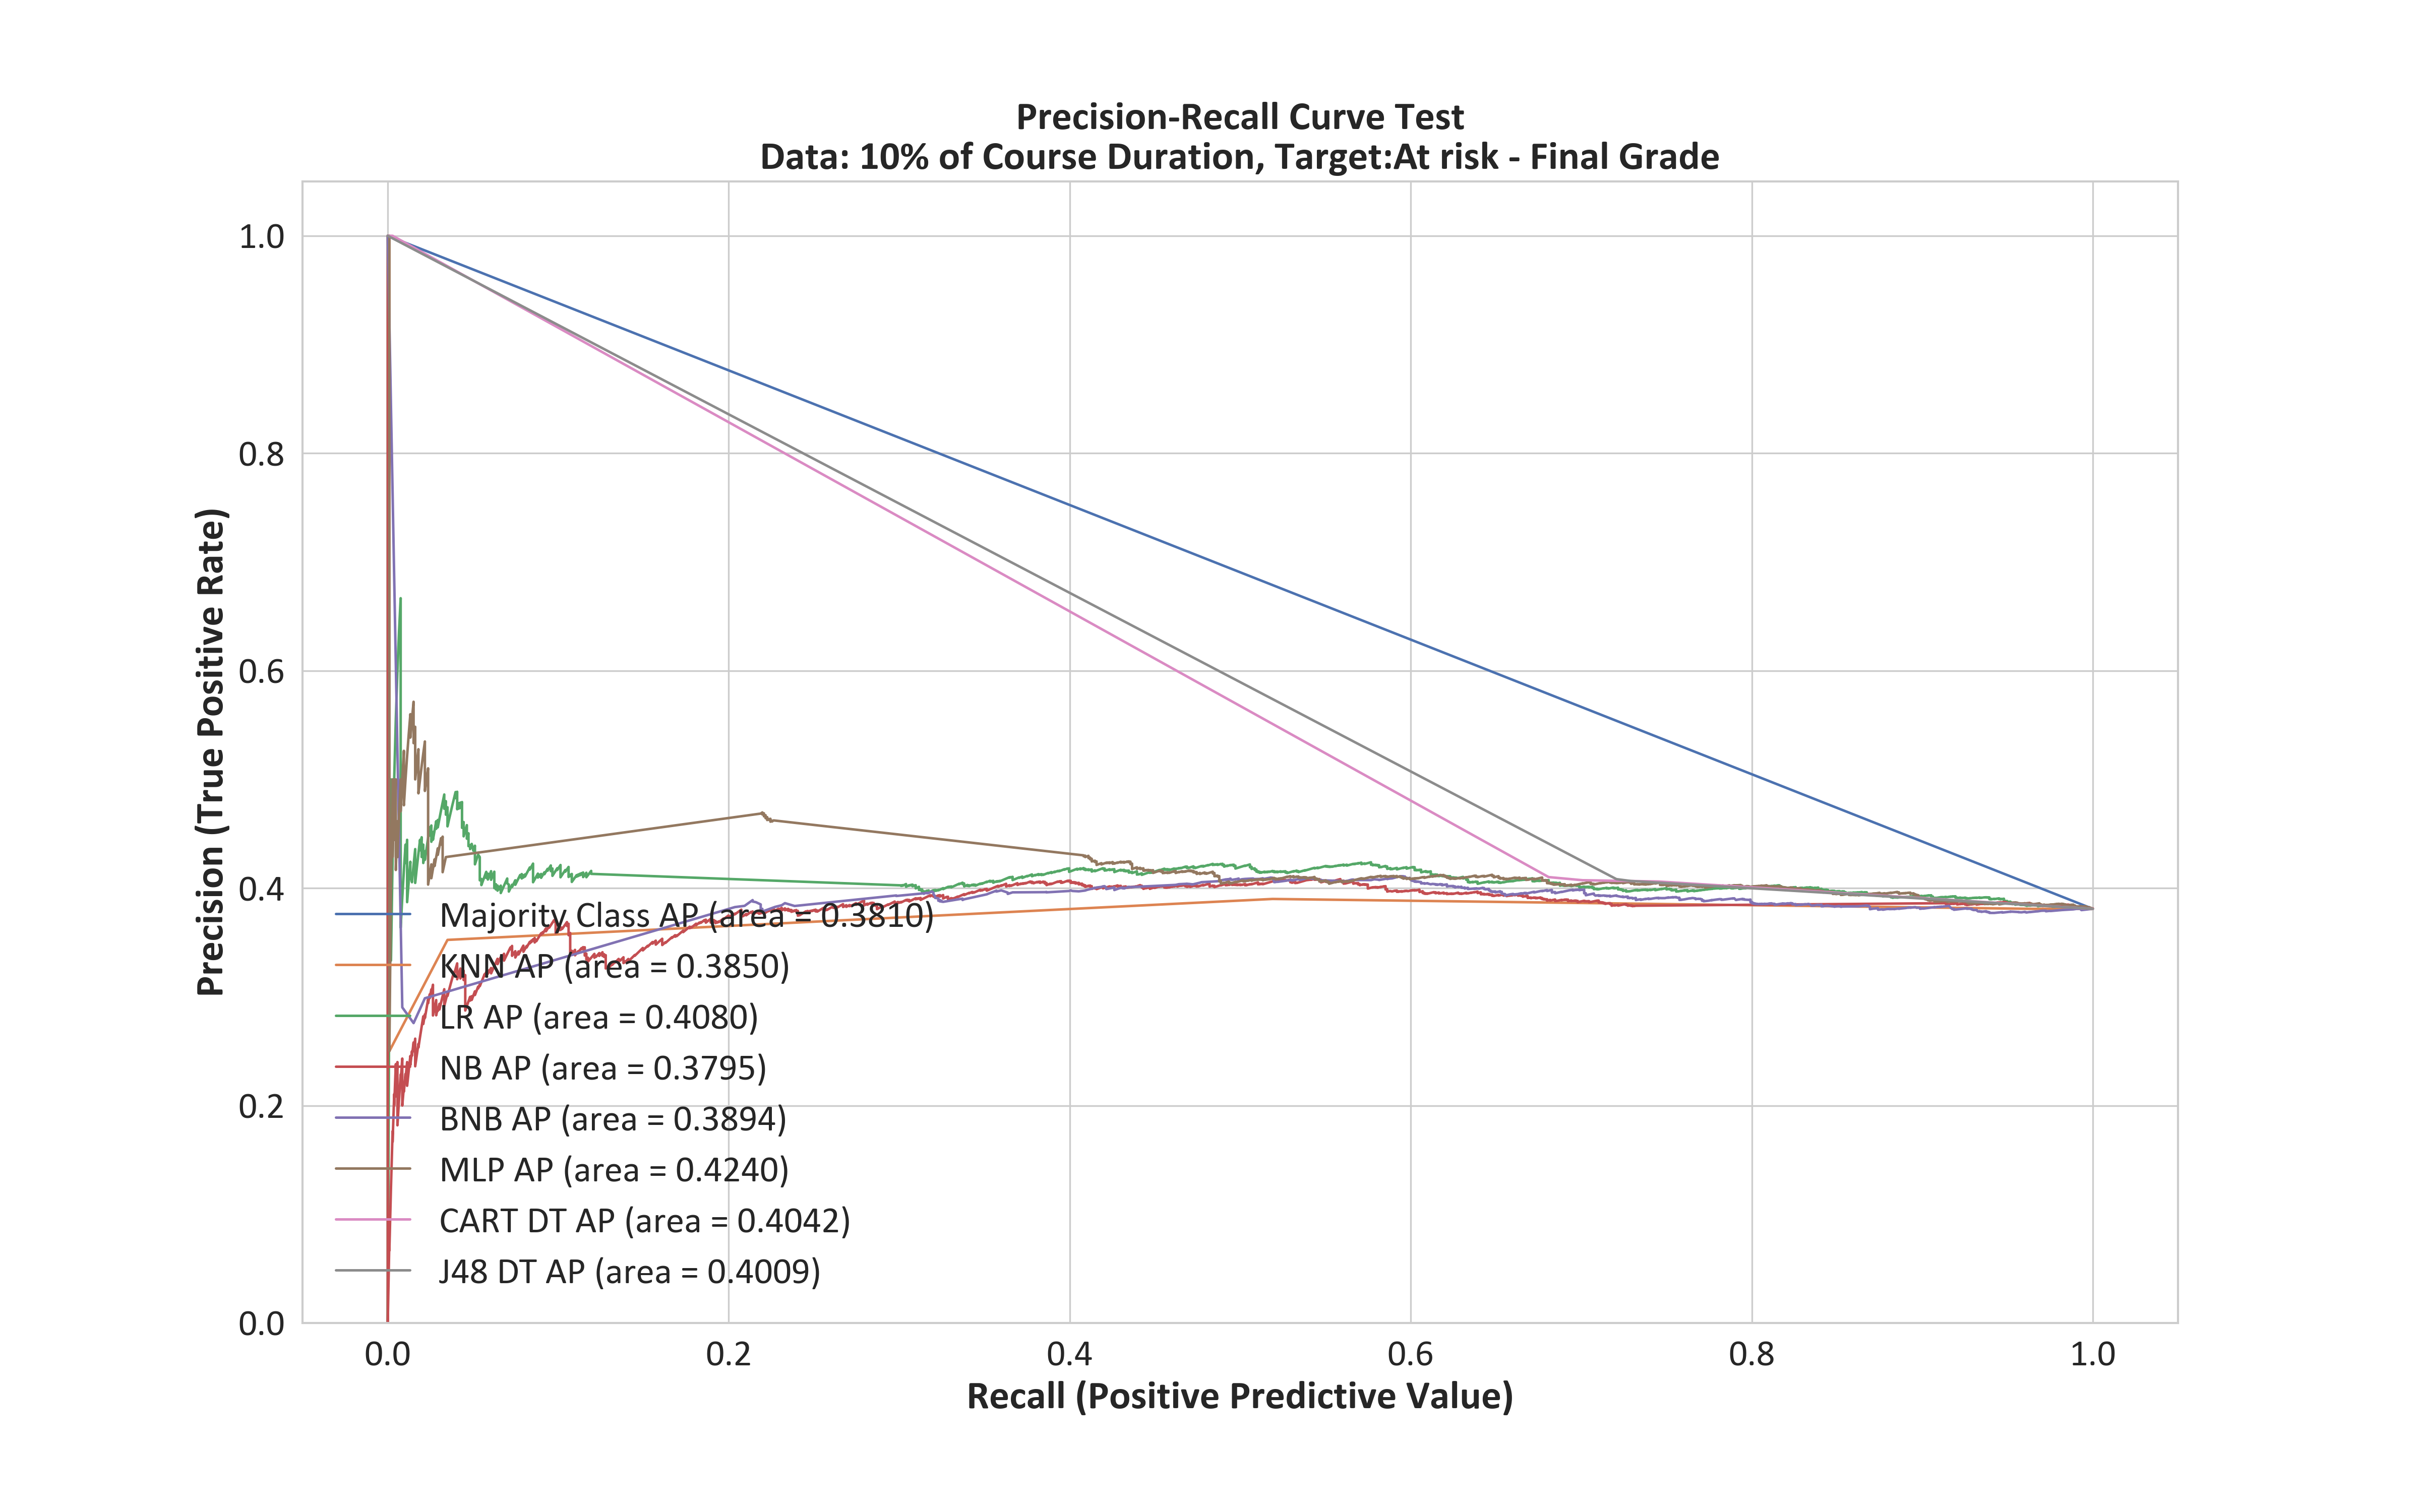 Precision-Recall Curve Test
Data: 10% of Course Duration, Target:At risk - Final Grade
Precision (True Positive Rate)
1.0
0.8
0.6
0.4
0.2
0.0
Majority Class AP (area = 0.3810)
KNN AP (area = 0.3850)
LR AP (area = 0.4080)
NB AP (area = 0.3795)
BNB AP (area = 0.3894)
MLP AP (area = 0.4240)
CART DT AP (area = 0.4042)
J48 DT AP (area = 0.4009)
0.0 0.2 0.4 0.6 0.8 1.0
Recall (Positive Predictive Value)